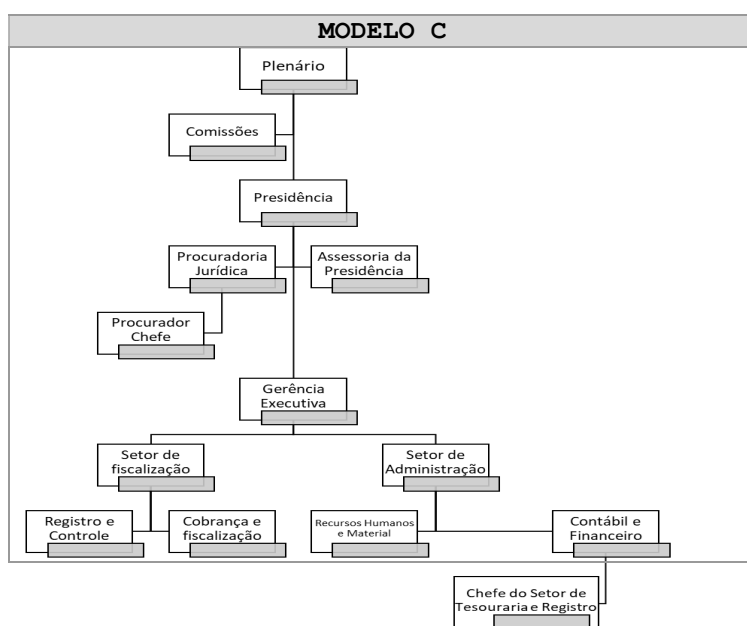 MODELO C
Plenário
Comissões
Presidência
Procuradoria
Jurídica
Assessoria da
Presidência
Procurador
Chefe
Gerência
Executiva
Setor de
fiscalização
Setor de
Administração
Registro e
Controle
Cobrança e
fiscalização
Recursos Humanos
e Material
Contábil e
Financeiro
Chefe do Setor de
Tesouraria e Registro